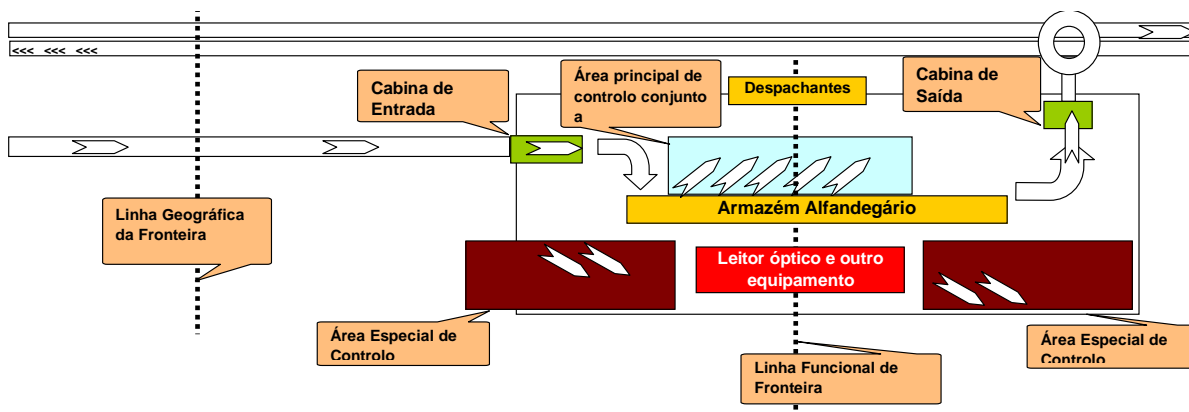 <<< <<< <<<
Cabina de
Entrada
Área principal de
controlo conjunto
a
Despachantes
Cabina de
Saída
Linha Geográfica
da Fronteira
Armazém Alfandegário
Leitor óptico e outro
equipamento
Área Especial de
Controlo
Área Especial de
Controlo
Linha Funcional de
Fronteira